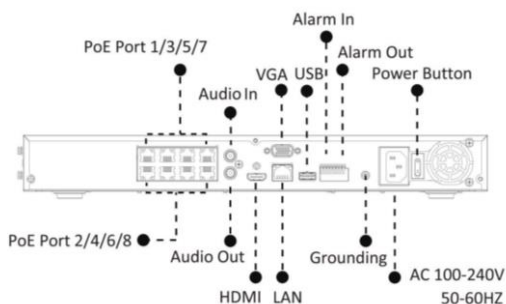 Alarm In
PoE Port 1/3/5/7
Alarm Out
VGA USB
Power Button
Audio In
PoE Port 2/4/6/8
Audio Out
Grounding
AC 100-240V
50-60HZ
HDMI LAN